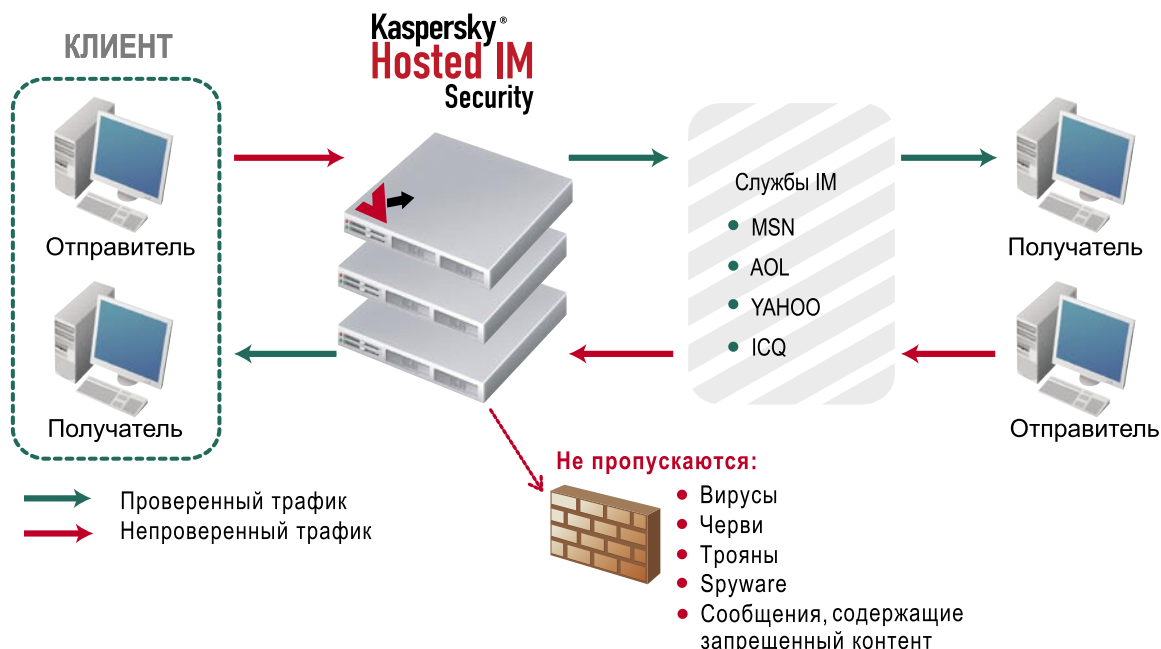 КЛИЕНТ
Kaspersky®
Hosted IM
Security
Отправитель
Получатель
Службы IM
• MSN
• AOL
• YAHOO
• ICQ
Получатель
Отправитель
Проверенный трафик
Непроверенный трафик
Не пропускаются:
• Вирусы
• Черви
• Трояны
• Spyware
• Сообщения, содержащие
запрещенный контент